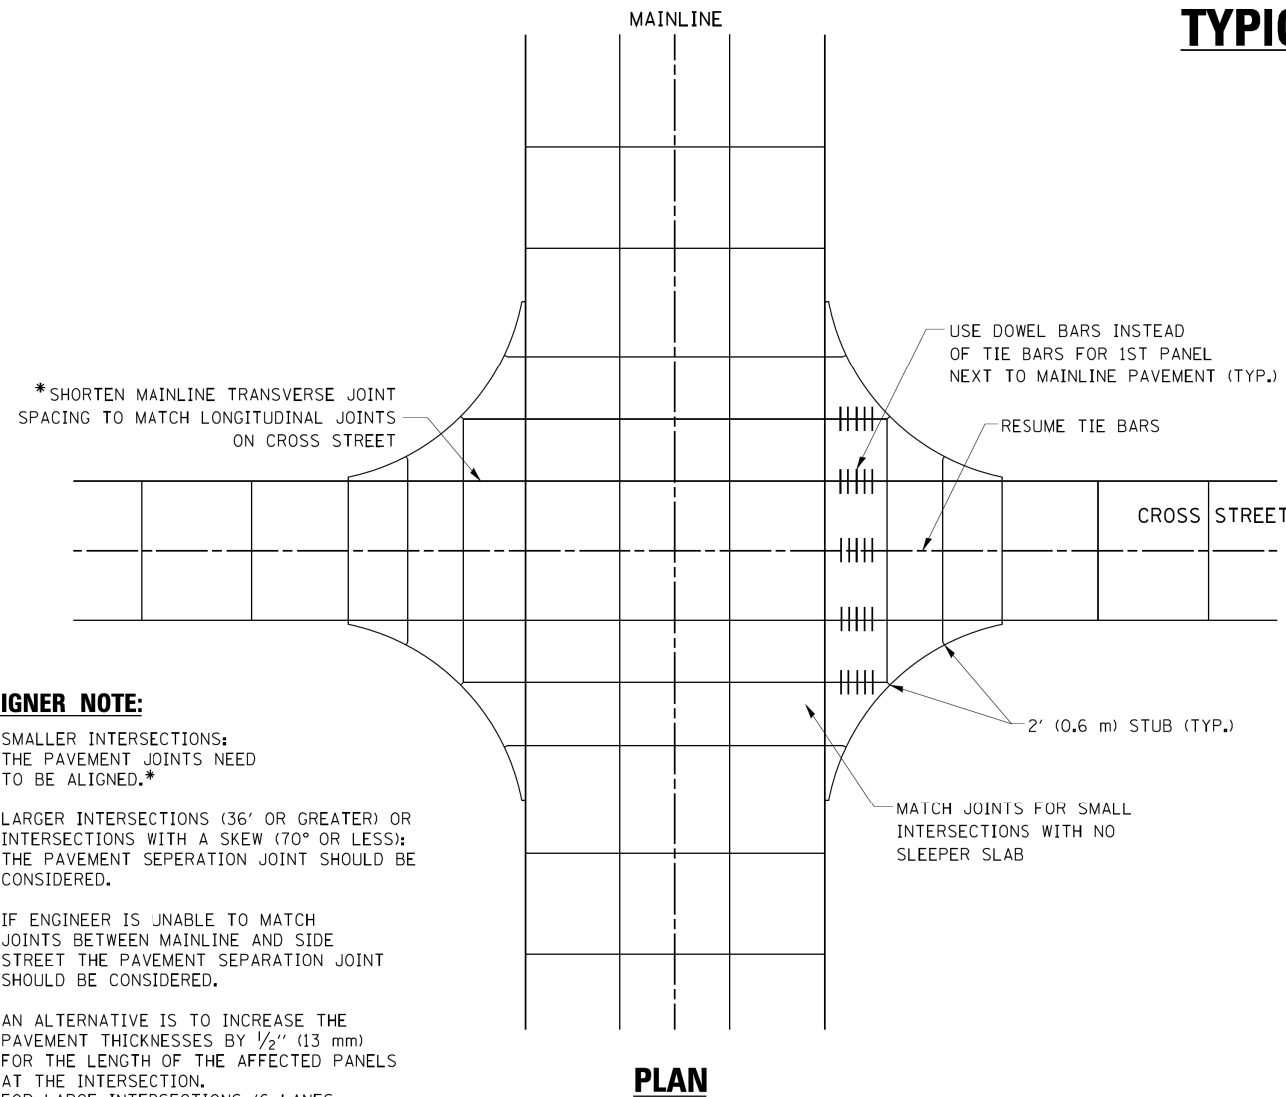 MAINLINE
TYPIC
USE DOWEL BARS INSTEAD
OF TIE BARS FOR 1ST PANEL
NEXT TO MAINLINE PAVEMENT (TYP.)
*SHORTEN MAINLINE TRANSVERSE JOINT
SPACING TO MATCH LONGITUDINAL JOINTS
ON CROSS STREET
RESUME TIE BARS
CROSS STREET
IGNER NOTE:
SMALLER INTERSECTIONS:
THE PAVEMENT JOINTS NEED
TO BE ALIGNED.*
LARGER INTERSECTIONS (36' OR GREATER) OR
INTERSECTIONS WITH A SKEW (70° OR LESS):
THE PAVEMENT SEPERATION JOINT SHOULD BE
CONSIDERED.
IF ENGINEER IS UNABLE TO MATCH
JOINTS BETWEEN MAINLINE AND SIDE
STREET THE PAVEMENT SEPARATION JOINT
SHOULD BE CONSIDERED.
AN ALTERNATIVE IS TO INCREASE THE
PAVEMENT THICKNESSES BY 1/2'' (13 mm)
FOR THE LENGTH OF THE AFFECTED PANELS
AT THE INTERSECTION.
FOR LARGE INTERSECTIONS (6 LANES
2' (0.6 m) STUB (TYP.)
MATCH JOINTS FOR SMALL
INTERSECTIONS WITH NO
SLEEPER SLAB
PLAN